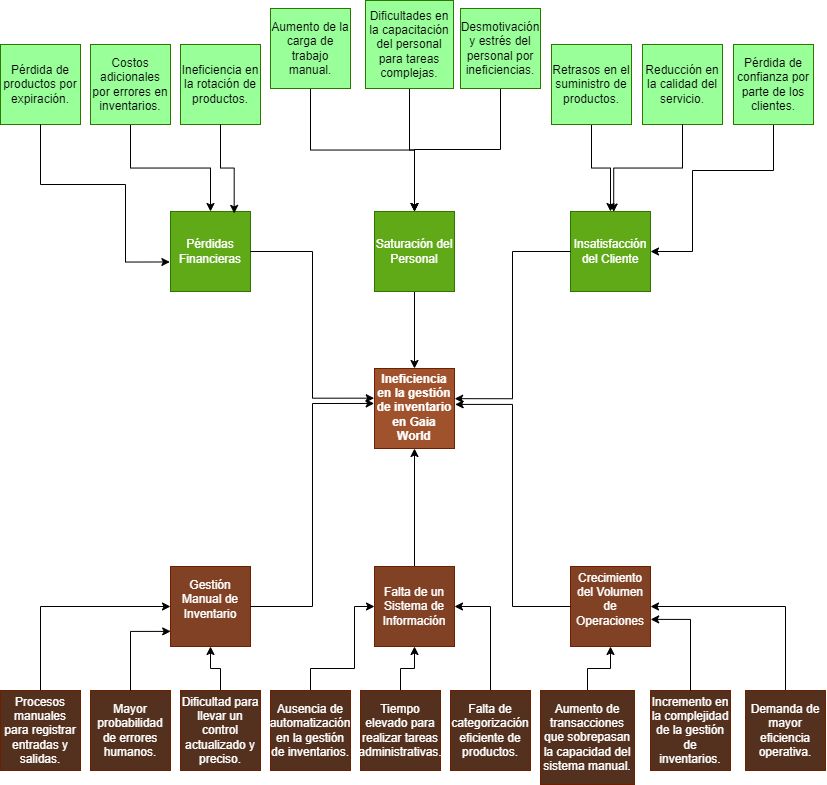 Pérdida de
productos por
expiración.
Costos
adicionales
por errores en
inventarios.
Ineficiencia en
la rotación de
productos.
Aumento de la
carga de
trabajo
manual.
Dificultades en
la capacitación
del personal
para tareas
complejas.
Desmotivación
y estrés del
personal por
ineficiencias.
Retrasos en el
suministro de
productos.
Reducción en
la calidad del
servicio.
Pérdida de
confianza por
parte de los
clientes.
Pérdidas
Financieras
Saturación del
Personal
Insatisfacción
del Cliente
Ineficiencia
en la gestión
de inventario
en Gaia
World
Gestión
Manual de
Inventario
Falta de un
Sistema de
Información
Crecimiento
del Volumen
de
Operaciones
Procesos
manuales
para registrar
entradas y
salidas.
Mayor
probabilidad
de errores
humanos.
Dificultad para
llevar un
control
actualizado y
preciso.
Ausencia de
automatización
en la gestión
de inventarios.
Tiempo
elevado para
realizar tareas
administrativas.
Falta de
categorización
eficiente de
productos.
Aumento de
transacciones
que sobrepasan
la capacidad del
sistema manual.
Incremento en
la complejidad
de la gestión
de
inventarios.
Demanda de
mayor
eficiencia
operativa.